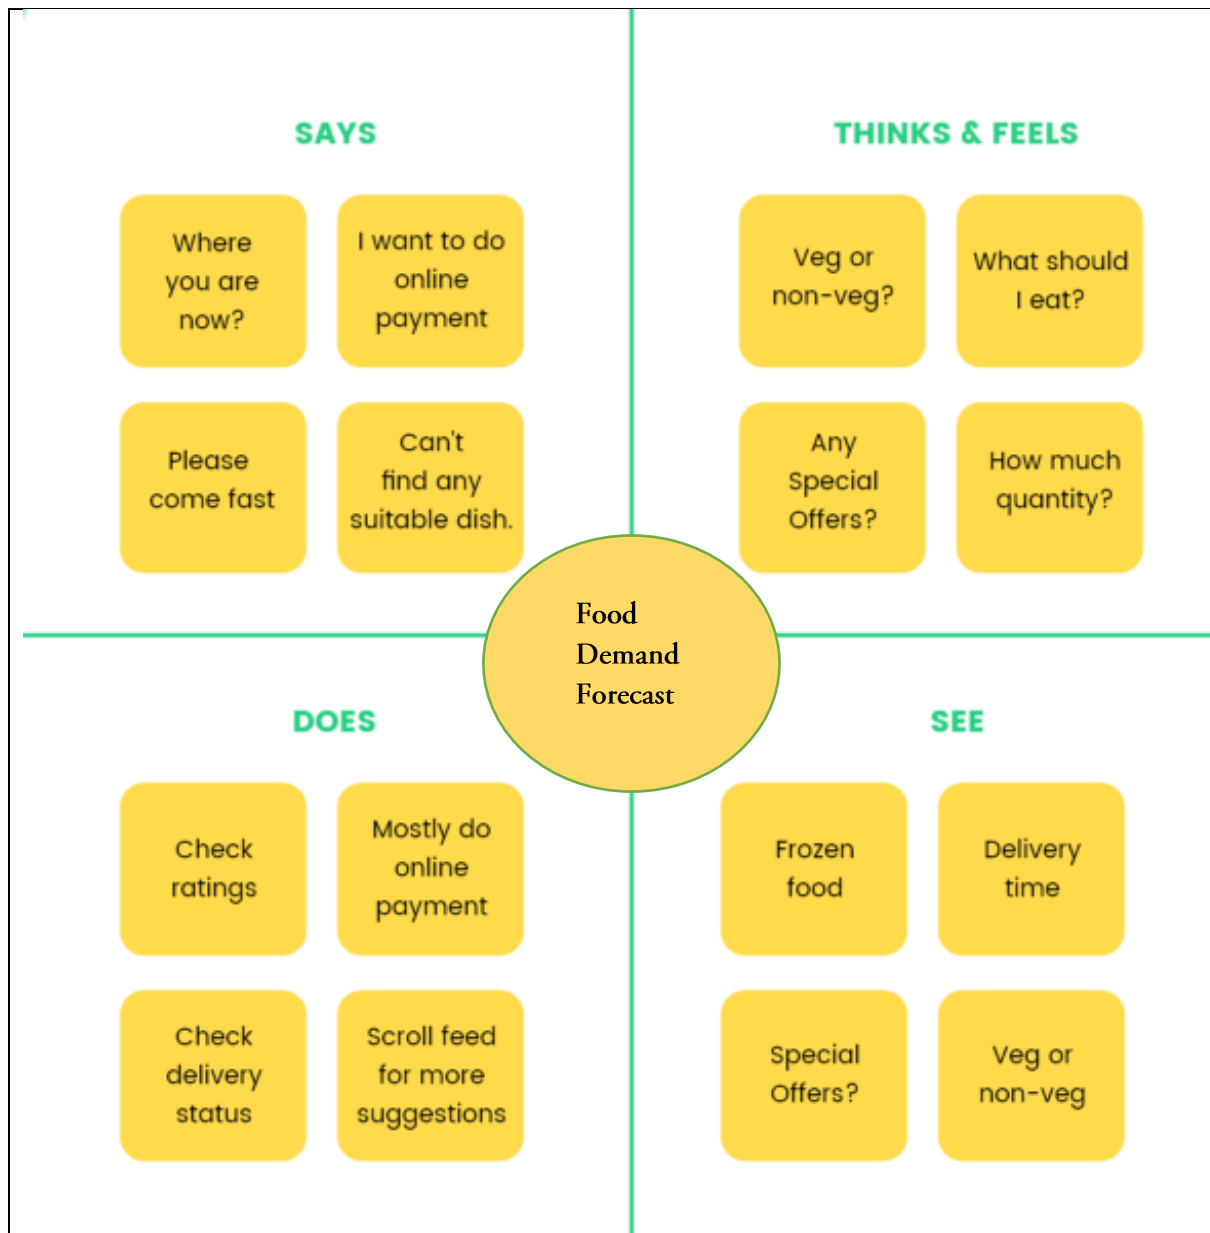 SAYS
Where
you are
now?
I want to do
online
payment
Please
come fast
Can't
find any
suitable dish.
THINKS & FEELS
Veg or
non-veg?
What should
I eat?
Any
Special
Offers?
How much
quantity?
Food
Demand
Forecast
DOES
Check
ratings
Mostly do
online
payment
Check
delivery
status
Scroll feed
for more
suggestions
SEE
Frozen
food
Delivery
time
Special
Offers?
Veg or
non-veg